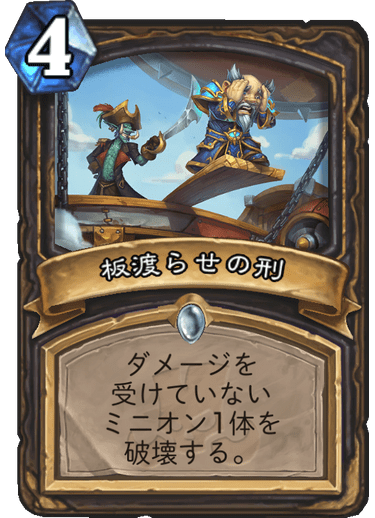 4
板渡らせの刑
ダメージを
受けていない
ミニオン1体を
破壊する。